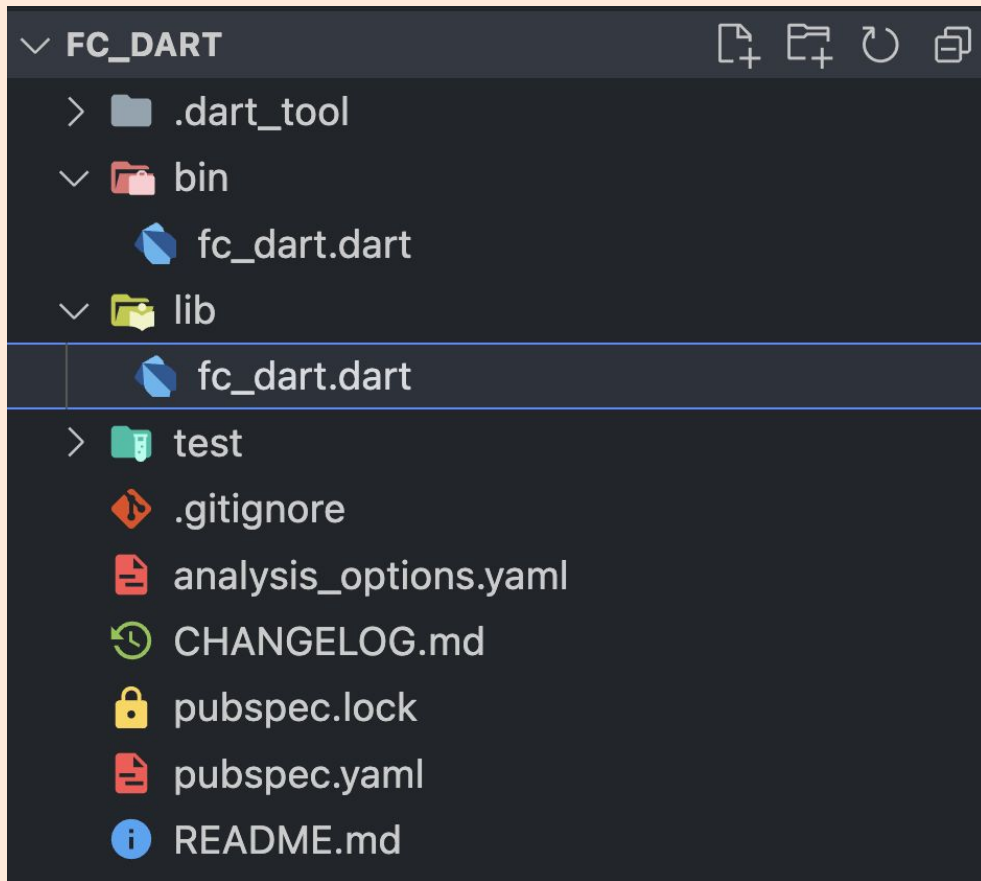 FC_DART
.dart_tool
bin
fc_dart.dart
lib
fc_dart.dart
test
.gitignore
analysis_options.yaml
CHANGELOG.md
pubspec.lock
pubspec.yaml
README.md